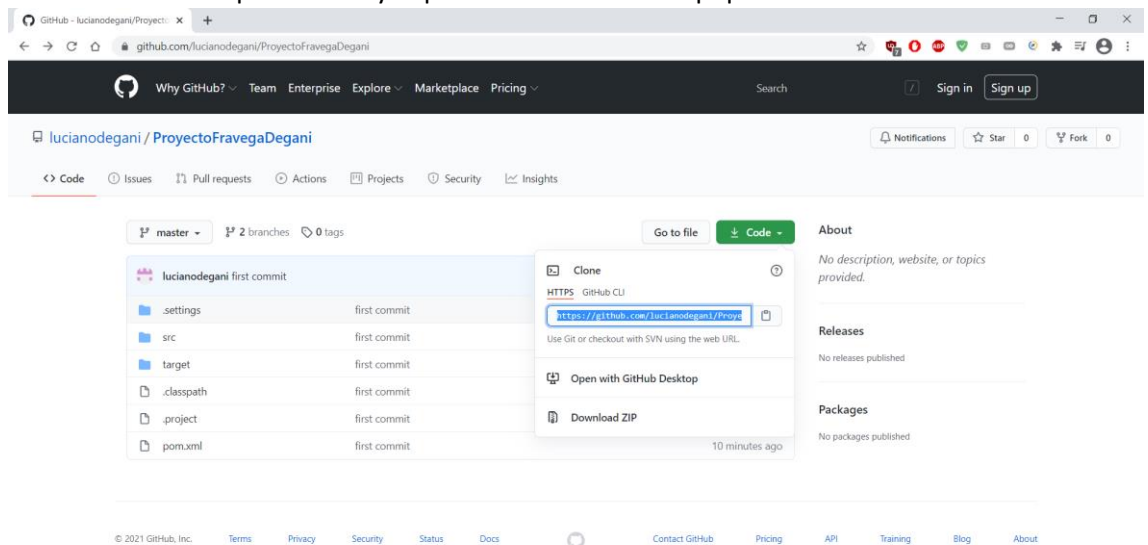 GitHub - lucianodegani/Proyecto
github.com/lucianodegani/ProyectoFravegaDegani
Why GitHub? Team Enterprise Explore Marketplace Pricing Search / Sign in Sign up
lucianodegani / ProyectoFravegaDegani
Notifications Star 0 Fork 0
Code Issues Pull requests Actions Projects Security Insights
master 2 branches 0 tags Go to file Code
About
No description, website, or topics
provided.
lucianodegani first commit
Clone
HTTPS GitHub CLI
https://github.com/lucianodegani/Proye
Use Git or checkout with SVN using the web URL.
Open with GitHub Desktop
Download ZIP
.settings first commit
src first commit
target first commit
.classpath first commit
.project first commit
pom.xml first commit 10 minutes ago
Releases
No releases published
Packages
No packages published
© 2021 GitHub, Inc. Terms Privacy Security Status Docs Contact GitHub Pricing API Training Blog About